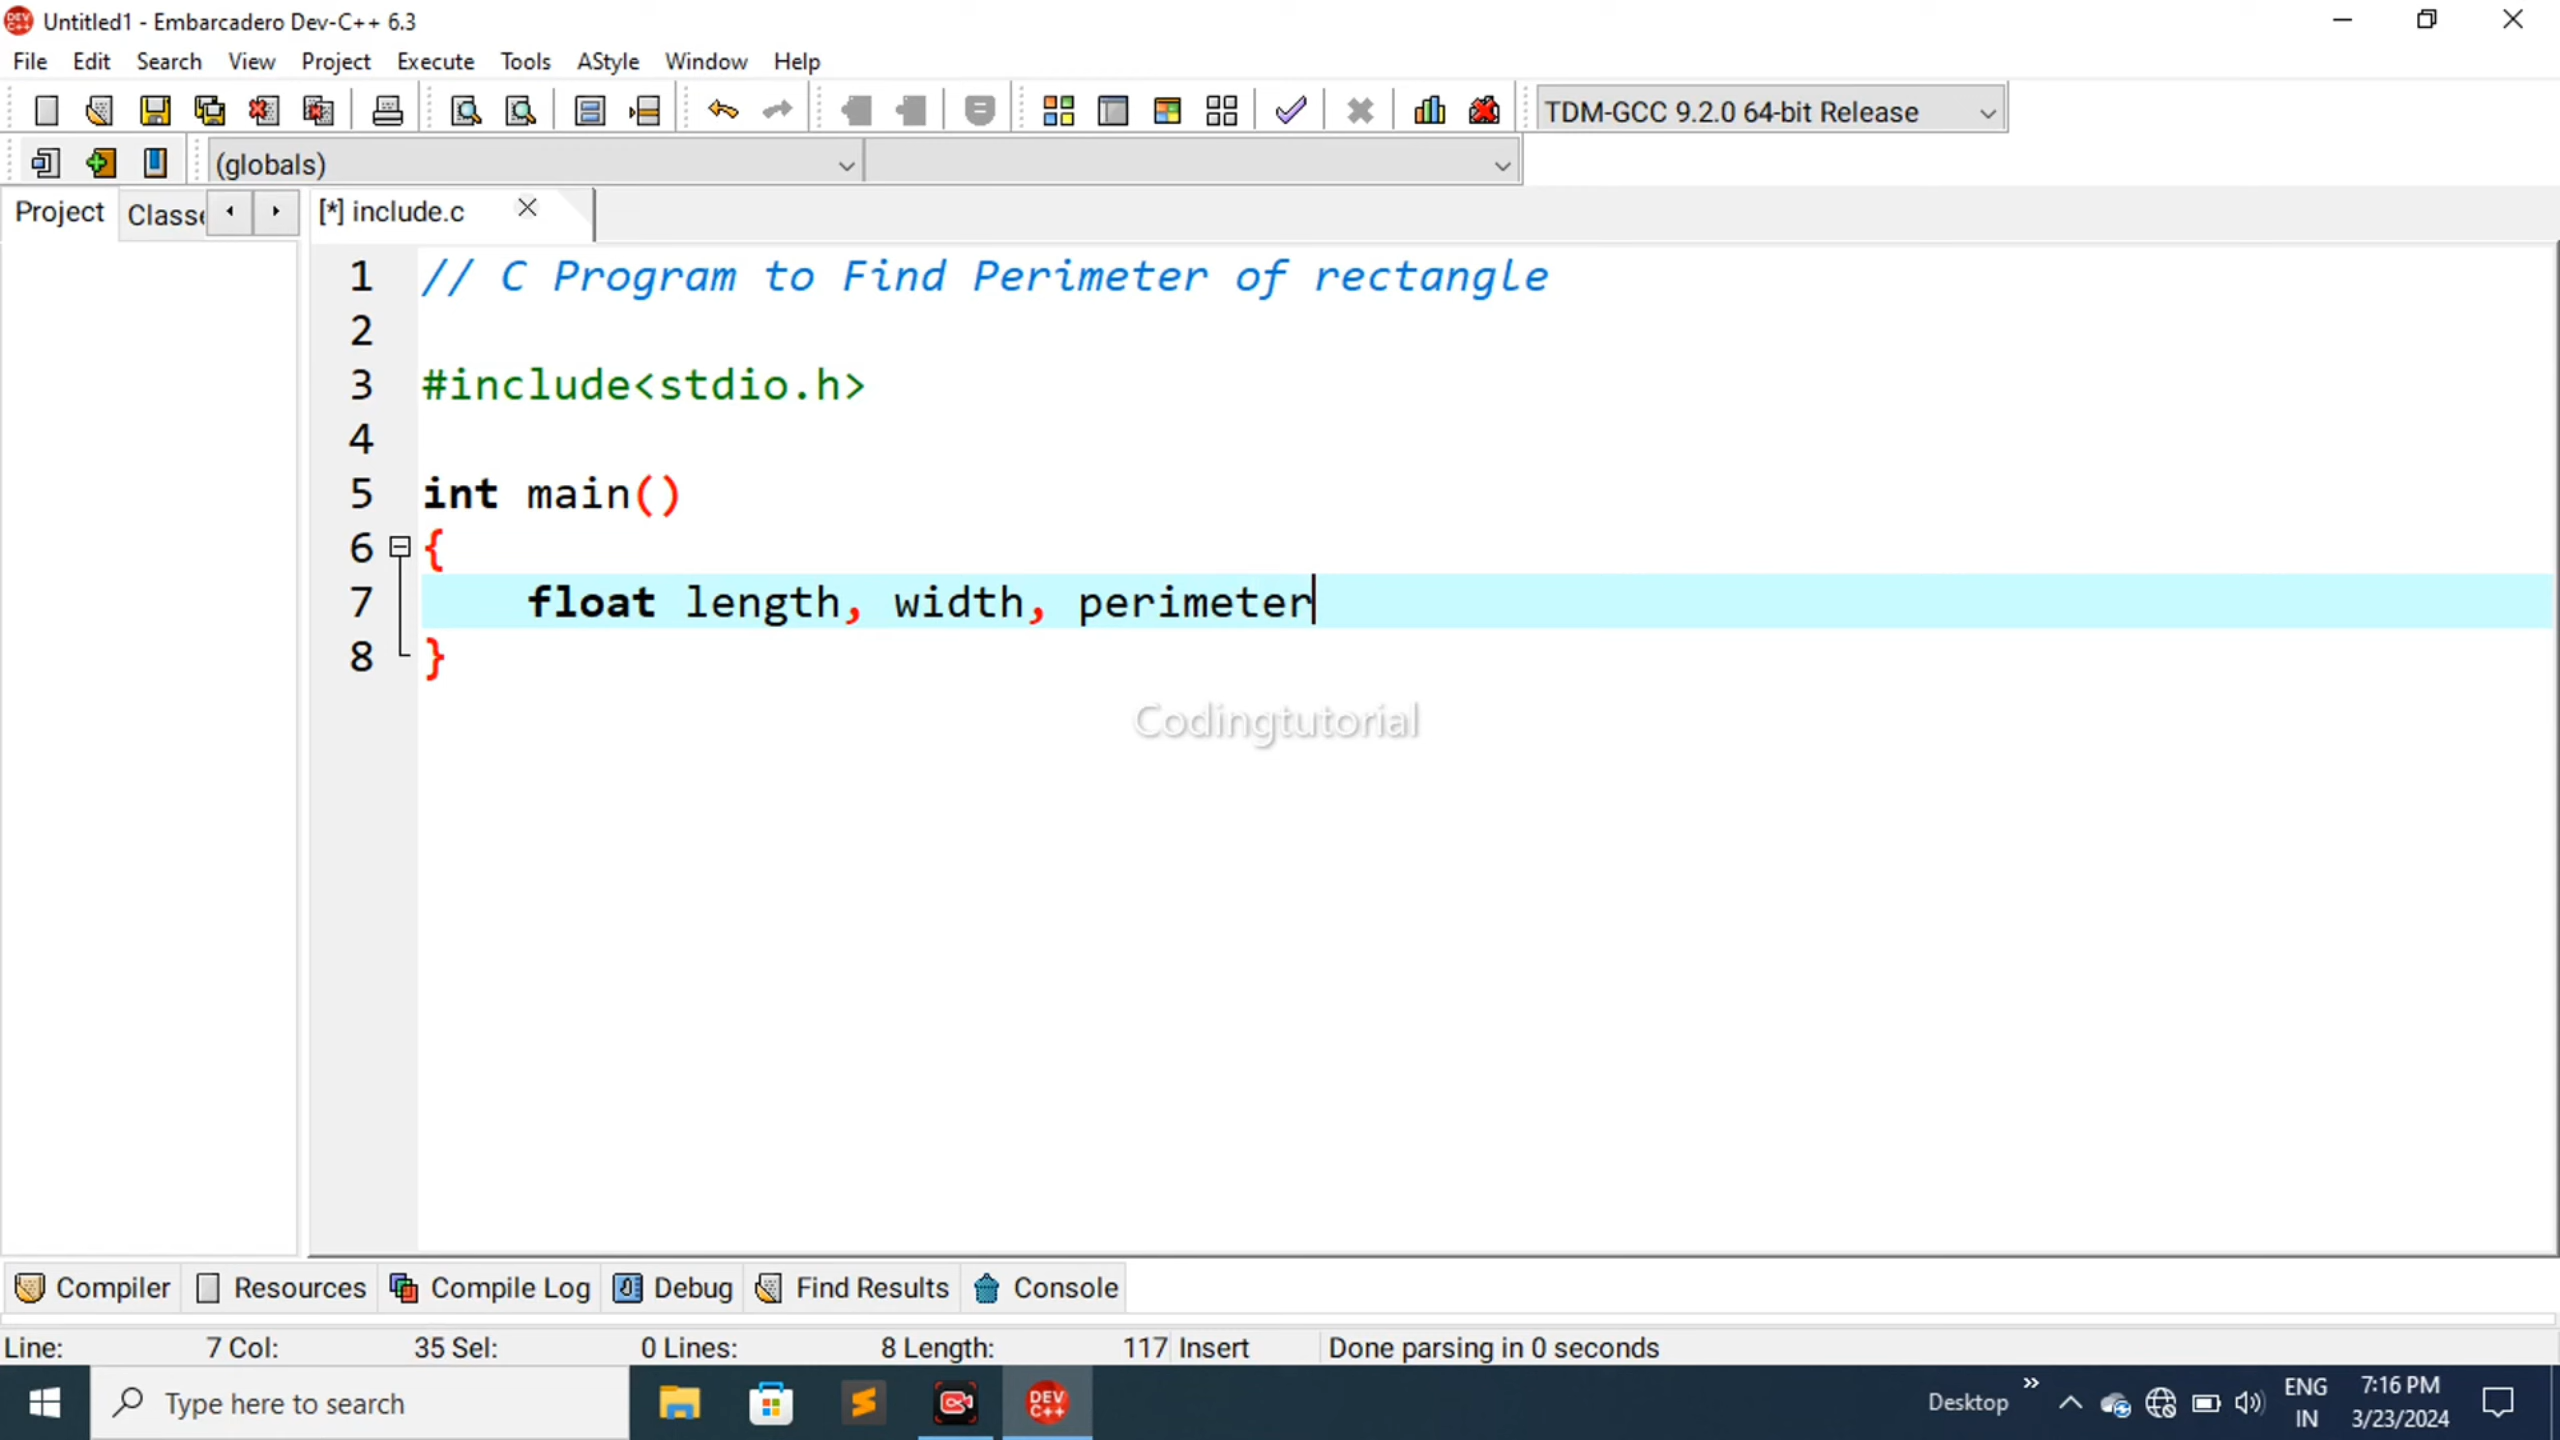 Untitled1 - Embarcadero Dev-C++ 6.3
File Edit Search View Project Execute Tools AStyle Window Help
TDM-GCC 9.2.0 64-bit Release
(globals)
Project Classe [*] include.c
1 // C Program to Find Perimeter of rectangle
2
3 #include<stdio.h>
4
5 int main()
6 {
7 float length, width, perimeter
8 }
Codingtutorial
Compiler Resources Compile Log Debug Find Results Console
Line: 7 Col: 35 Sel: 0 Lines: 8 Length: 117 Insert Done parsing in 0 seconds
Type here to search DEV C++ Desktop ENG 7:16 PM
IN 3/23/2024